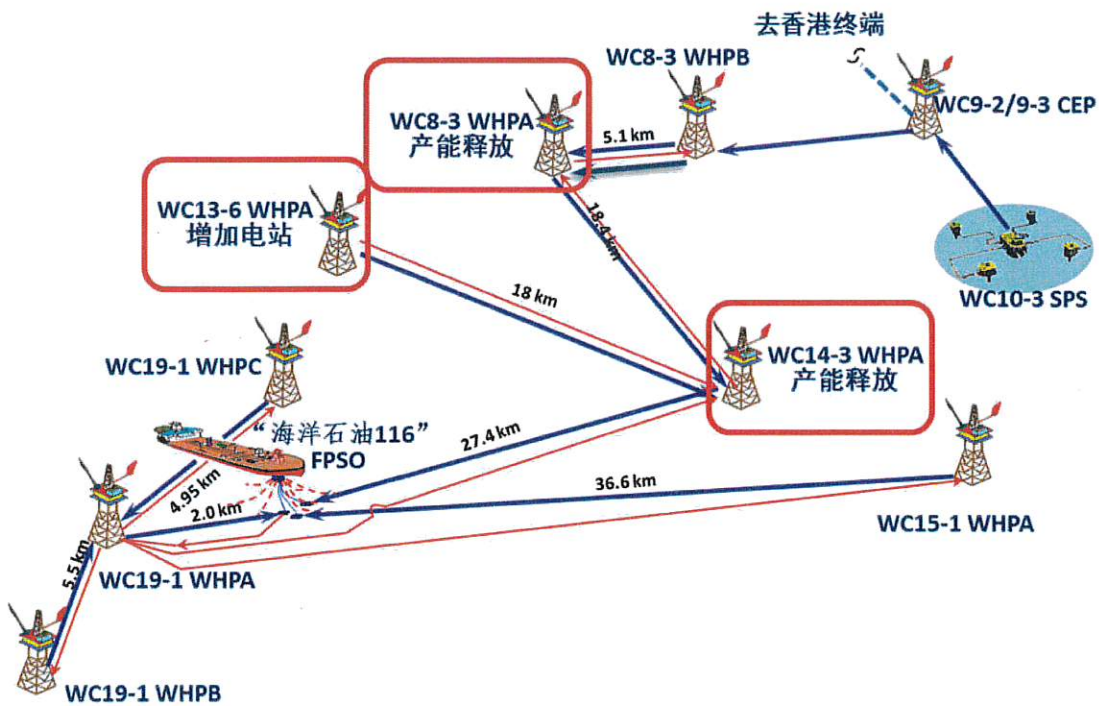 去香港终端
WC8-3 WHPB
WC9-2/9-3 CEP
WC8-3 WHPA
产能释放
5.1 km
WC13-6 WHPA
增加电站
18.4 km
WC10-3 SPS
18 km
WC14-3 WHPA
产能释放
WC19-1 WHPC
“海洋石油116”
FPSO
27.4 km
36.6 km
4.95 km
2.0 km
WC15-1 WHPA
WC19-1 WHPA
5.5 km
WC19-1 WHPB